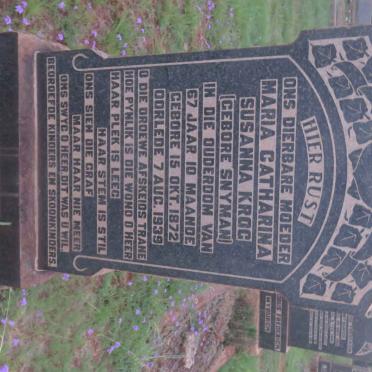 HIER RUST
ONS DIERBARE MOEDER
MARIA CATHARINA
SUSANNA KROG
(GEBORE SNYMAN)
IN DIE OUDERDOM VAN
67 JAAR 10 MAANDE
GEBORE 15 OKT. 1872
OORLEDE 7 AUG. 1939
O DIE DROEWE AFSKEIDS TRANE
HOE PYNLIK IS DIE WOND O HEER
HAAR PLEK IS LEEG
HAAR STEM IS STIL
ONS SIEN DIE GRAF
MAAR HAAR NIE MEER
ONS SWYG O HEER DIT WAS U WIL
BEDROEFDE KINDERS EN SKOONKINDERS